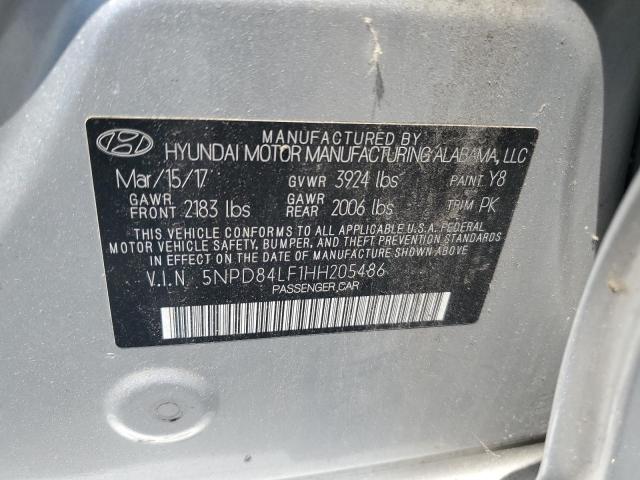 MANUFACTURED BY
HYUNDAI MOTOR MANUFACTURING ALABAMA, LLC
Mar/15/17 GVWR 3924 lbs PAINT Y8
GAWR FRONT 2183 lbs GAWR REAR 2006 lbs TRIM PK
THIS VEHICLE CONFORMS TO ALL APPLICABLE U.S.A. FEDERAL
MOTOR VEHICLE SAFETY, BUMPER, AND THEFT PREVENTION STANDARDS
IN EFFECT ON THE DATE OF MANUFACTURE SHOWN ABOVE.
V.I.N. 5NPD84LF1HH205486
PASSENGER CAR